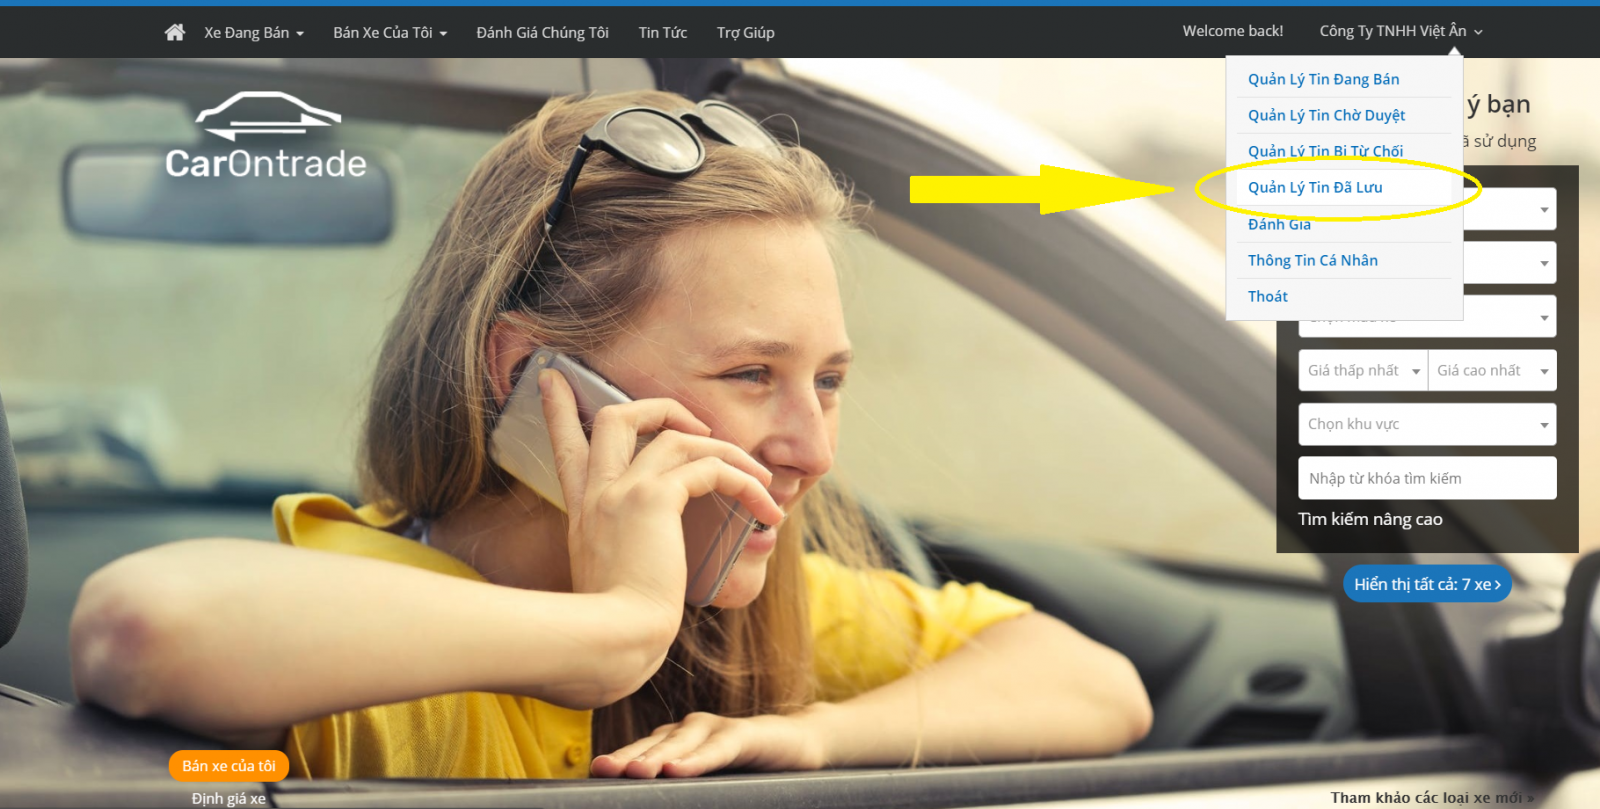 Xe Đang Bán
Bán Xe Của Tôi
Đánh Giá Chúng Tôi
Tin Tức
Trợ Giúp
Welcome back!
Công Ty TNHH Việt Ân
CarOntrade
Quản Lý Tin Đang Bán
Quản Lý Tin Chờ Duyệt
Quản Lý Tin Bị Từ Chối
Quản Lý Tin Đã Lưu
Đánh Giá
Thông Tin Cá Nhân
Thoát
ý bạn
sử dụng
Giá thấp nhất
Giá cao nhất
Chọn khu vực
Nhập từ khóa tìm kiếm
Tìm kiếm nâng cao
Hiển thị tất cả: 7 xe ›
Bán xe của tôi
Định giá xe
Tham khảo các loại xe mới »